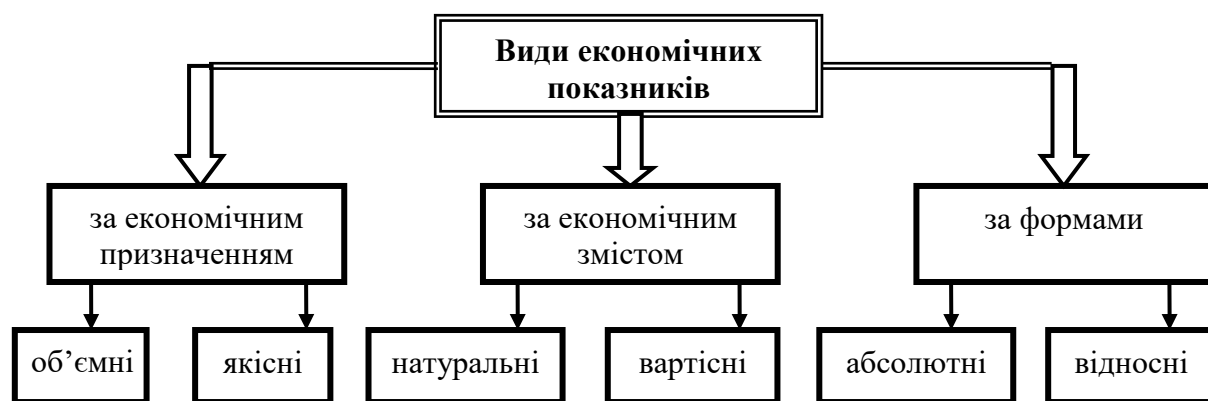 Види економічних
показників
за економічним
призначенням
за економічним
змістом
за формами
об’ємні
якісні
натуральні
вартісні
абсолютні
відносні